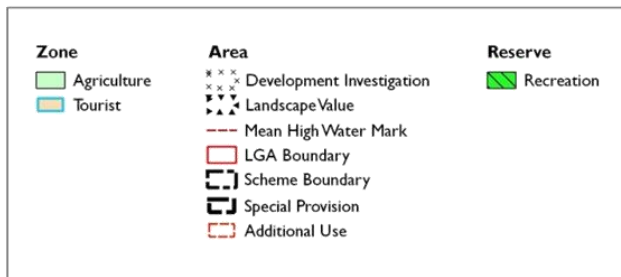 Zone
Agriculture
Tourist
Area
Development Investigation
Landscape Value
Mean High Water Mark
LGA Boundary
Scheme Boundary
Special Provision
Additional Use
Reserve
Recreation